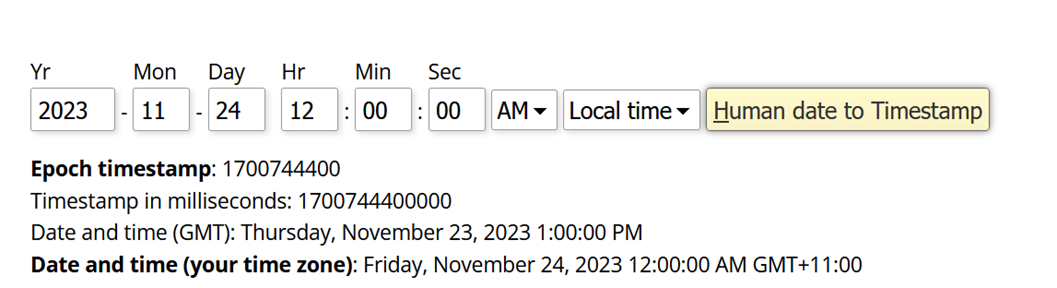 Yr Mon Day Hr Min Sec
2023 - 11 - 24 12 : 00 : 00 AM Local time Human date to Timestamp
Epoch timestamp: 1700744400
Timestamp in milliseconds: 1700744400000
Date and time (GMT): Thursday, November 23, 2023 1:00:00 PM
Date and time (your time zone): Friday, November 24, 2023 12:00:00 AM GMT+11:00